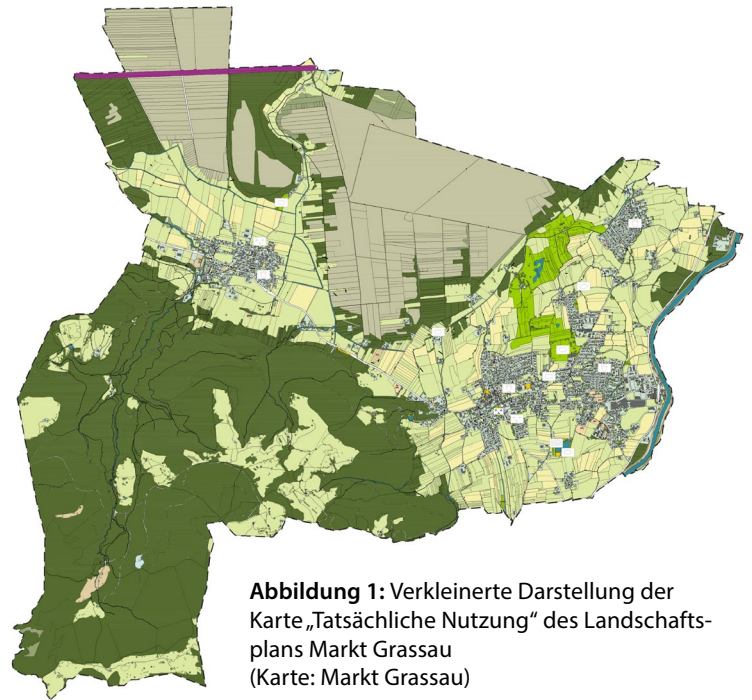 Abbildung 1: Verkleinerte Darstellung der
Karte „Tatsächliche Nutzung“ des Landschafts-
plans Markt Grassau
(Karte: Markt Grassau)